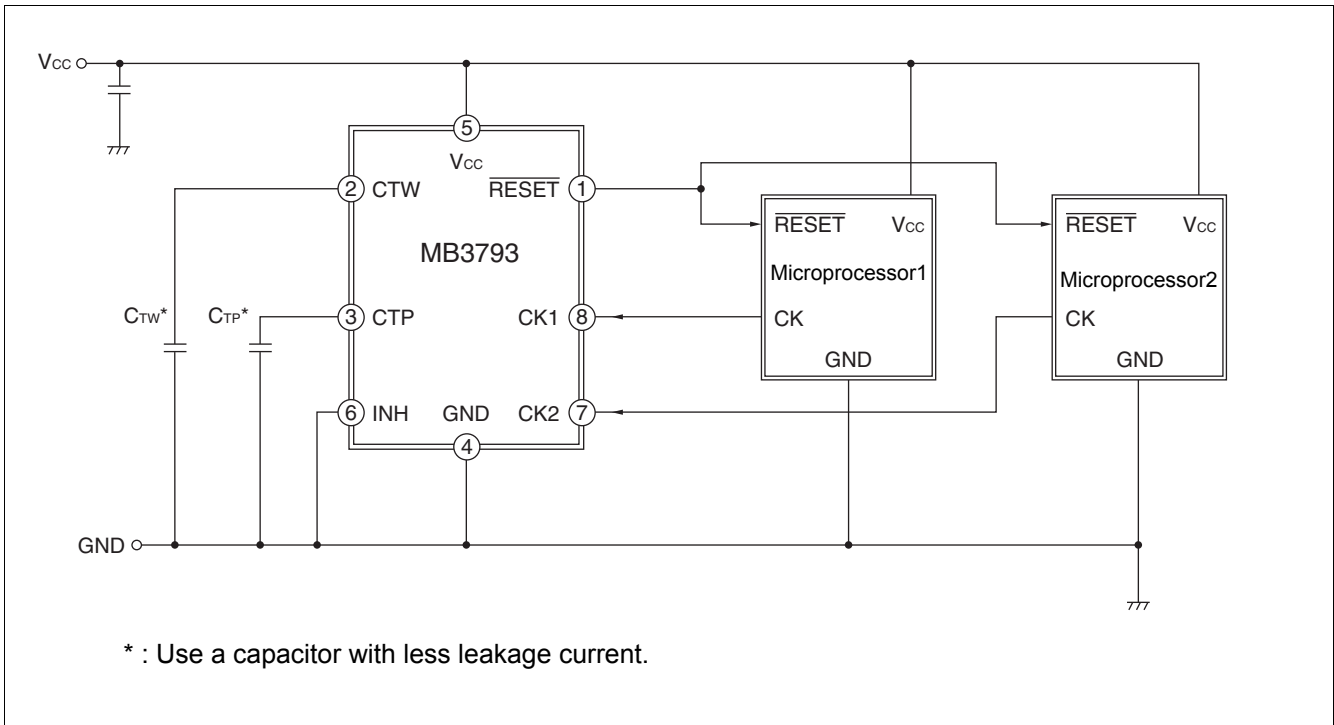 Vcc
5
Vcc
2 CTW
RESET 1
RESET Vcc
RESET Vcc
MB3793
Microprocessor1
Microprocessor2
CTW*
CTP*
3 CTP
CK1 8
CK
CK
GND
GND
6 INH GND CK2 7
4
GND
* : Use a capacitor with less leakage current.